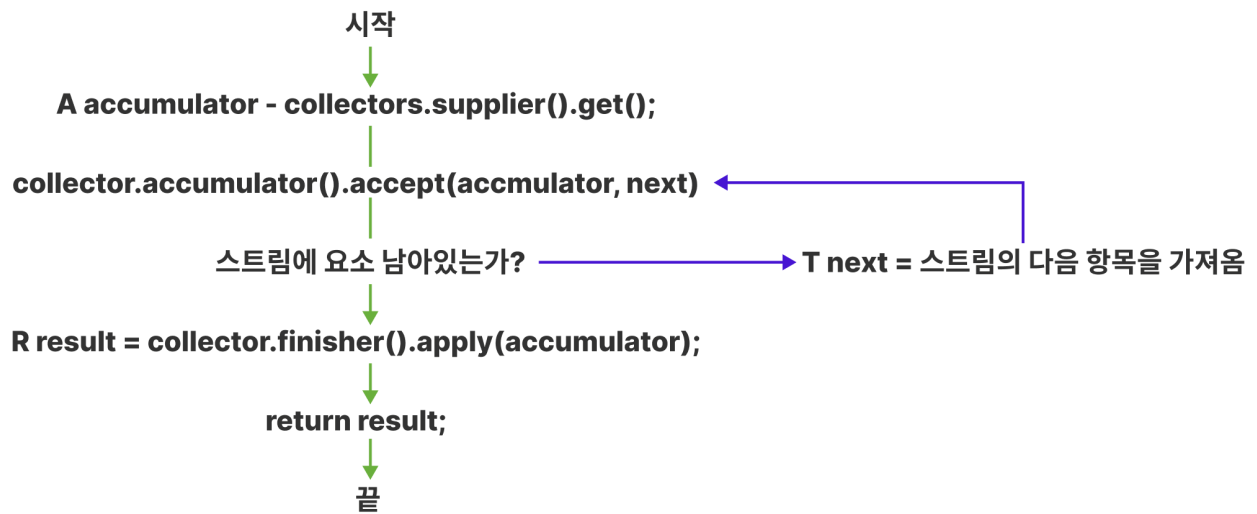 시작
A accumulator - collectors.supplier().get();
collector.accumulator().accept(accmulator, next)
스트림에 요소 남아있는가?
T next = 스트림의 다음 항목을 가져옴
R result = collector.finisher().apply(accumulator);
return result;
끝